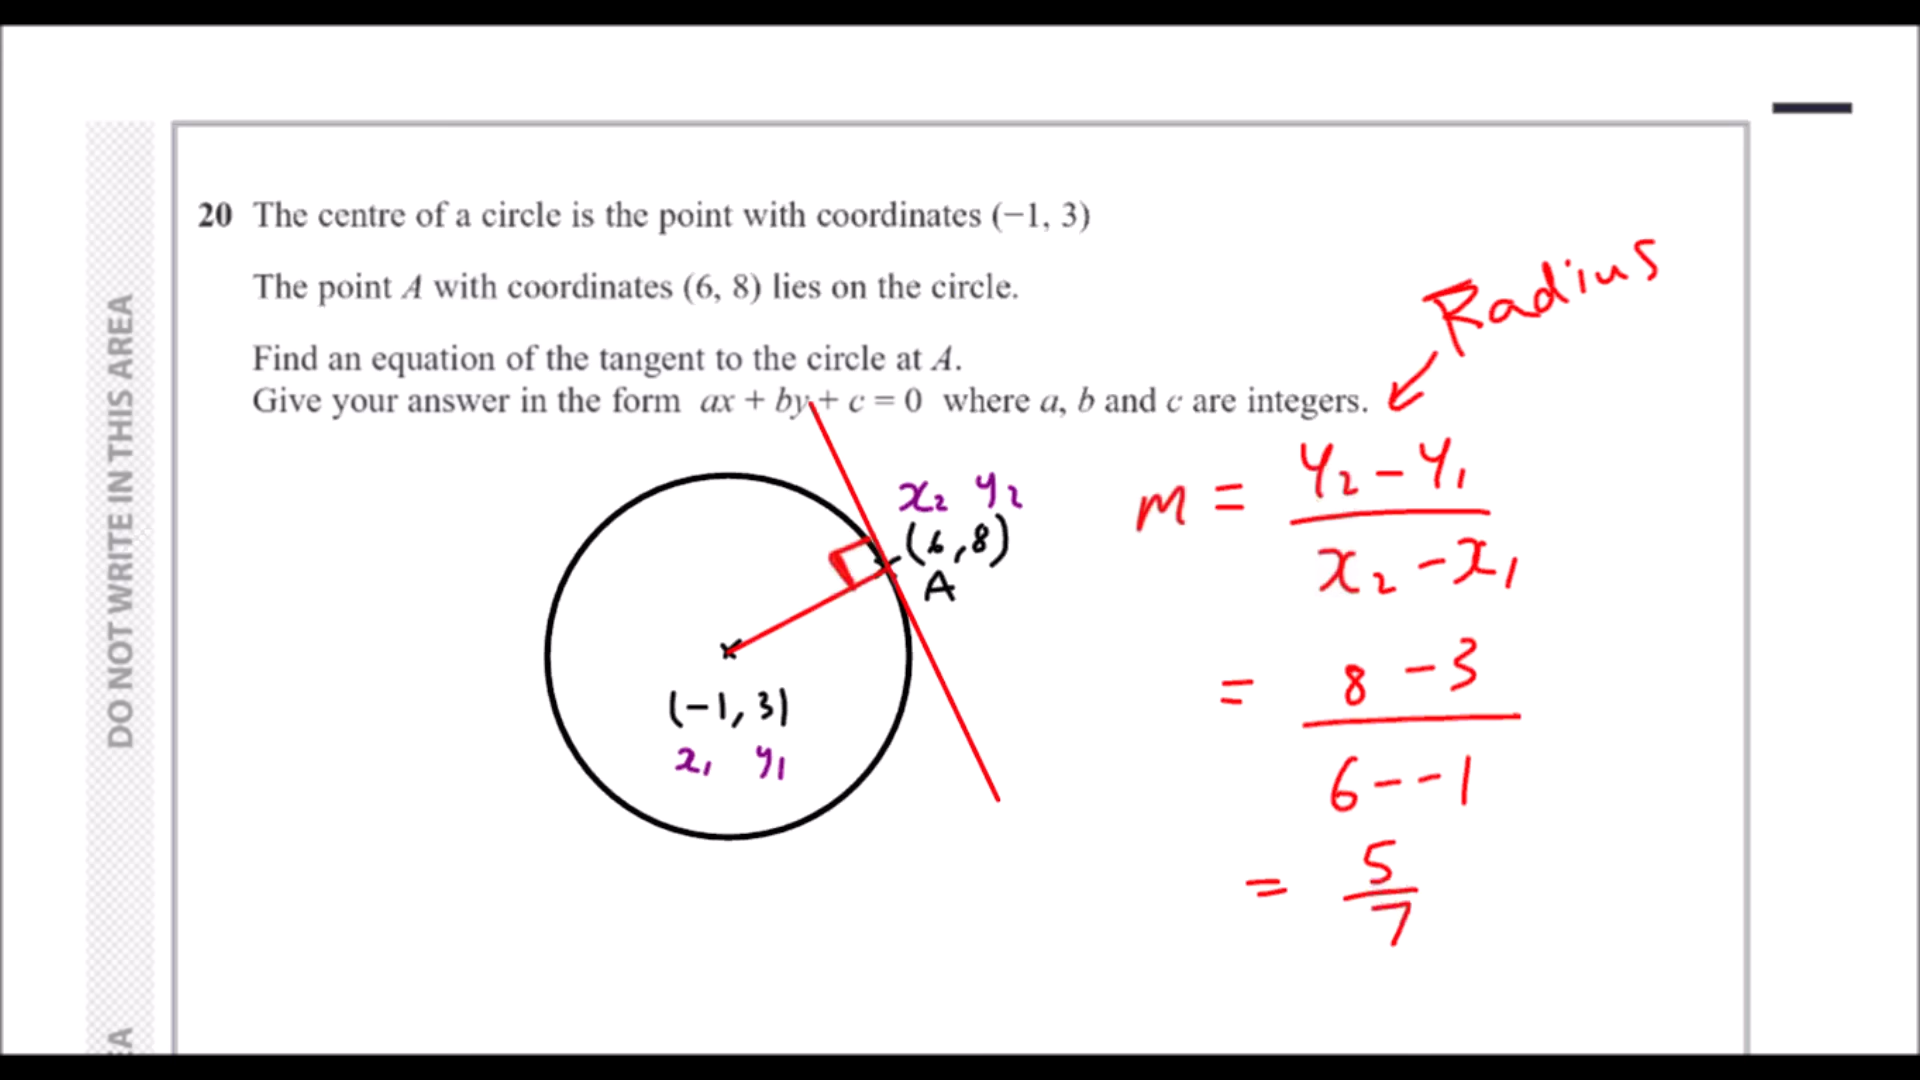 DO NOT WRITE IN THIS AREA
EA
20 The centre of a circle is the point with coordinates (−1, 3)
The point A with coordinates (6, 8) lies on the circle.
Find an equation of the tangent to the circle at A.
Give your answer in the form ax + by + c = 0 where a, b and c are integers.
x₂ y₂
(6,8)
A
(-1,3)
x₁ y₁
Radius
m = y₂-y₁
x₂-x₁
= 8-3
6--1
= 5
7